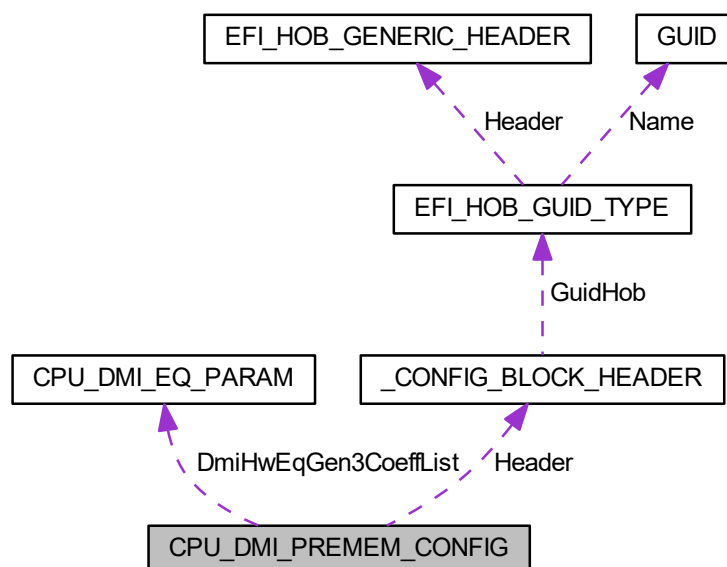 EFI_HOB_GENERIC_HEADER
GUID
Header
Name
EFI_HOB_GUID_TYPE
GuidHob
CPU_DMI_EQ_PARAM
_CONFIG_BLOCK_HEADER
DmiHwEqGen3CoeffList
Header
CPU_DMI_PREMEM_CONFIG